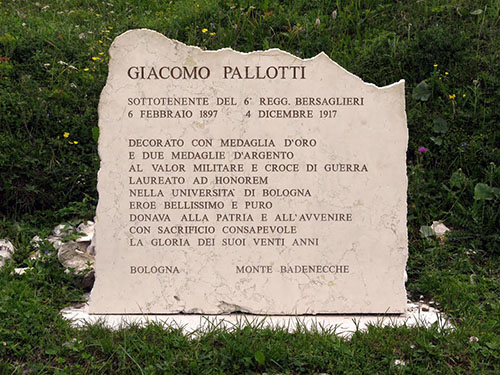 GIACOMO PALLOTTI
SOTTOTENENTE DEL 6° REGG. BERSAGLIERI
6 FEBBRAIO 1897 4 DICEMBRE 1917
DECORATO CON MEDAGLIA D'ORO
E DUE MEDAGLIE D'ARGENTO
AL VALOR MILITARE E CROCE DI GUERRA
LAUREATO AD HONOREM
NELLA UNIVERSITA' DI BOLOGNA
EROE BELLISSIMO E PURO
DONAVA ALLA PATRIA E ALL'AVVENIRE
CON SACRIFICIO CONSAPEVOLE
LA GLORIA DEI SUOI VENTI ANNI
BOLOGNA MONTE BADENECCHE